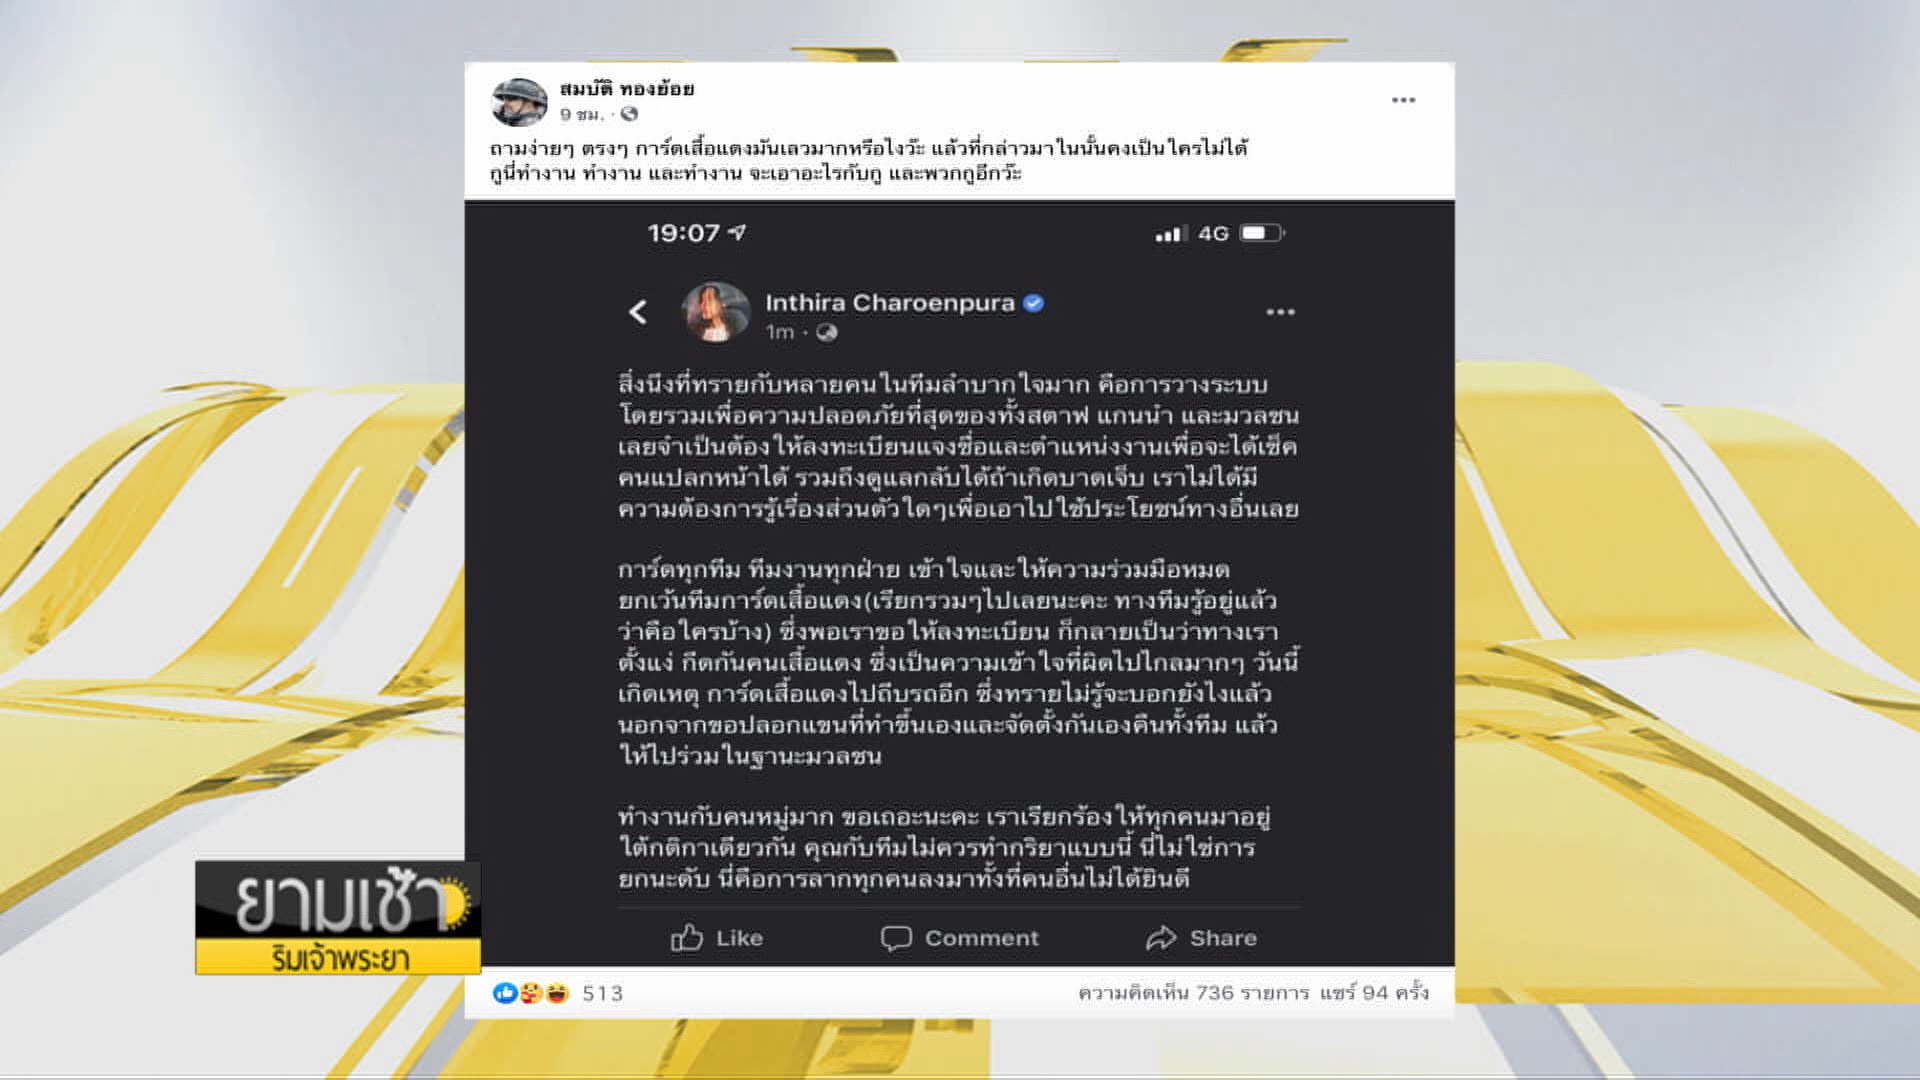 สมบัติ ทองย้อย
9 ชม. ·
ถามง่ายๆ ตรงๆ การ์ดเสื้อแดงมันเลวมากหรือไงว๊ะ แล้วที่กล่าวมาในนั้นคงเป็นใครไม่ได้
กูนี่ทำงาน ทำงาน และทำงาน จะเอาอะไรกับกู และพวกกูอีกว๊ะ
19:07
4G
Inthira Charoenpura
1m ·
สิ่งนึงที่ทรายกับหลายคนในทีมลำบากใจมาก คือการวางระบบ
โดยรวมเพื่อความปลอดภัยที่สุดของทั้งสตาฟ แกนนำ และมวลชน
เลยจำเป็นต้องให้ลงทะเบียนแจงชื่อและตำแหน่งงานเพื่อจะได้เช็ค
คนแปลกหน้าได้ รวมถึงดูแลกลับได้ถ้าเกิดบาดเจ็บ เราไม่ได้มี
ความต้องการรู้เรื่องส่วนตัวใดๆเพื่อเอาไปใช้ประโยชน์ทางอื่นเลย
การ์ดทุกทีม ทีมงานทุกฝ่าย เข้าใจและให้ความร่วมมือหมด
ยกเว้นทีมการ์ดเสื้อแดง(เรียกรวมๆไปเลยนะคะ ทางทีมรู้อยู่แล้ว
ว่าคือใครบ้าง) ซึ่งพอเราขอให้ลงทะเบียน ก็กลายเป็นว่าทางเรา
ตั้งแง่ กีดกันคนเสื้อแดง ซึ่งเป็นความเข้าใจที่ผิดไปไกลมากๆ วันนี้
เกิดเหตุ การ์ดเสื้อแดงไปถีบรถอีก ซึ่งทรายไม่รู้จะบอกยังไงแล้ว
นอกจากขอปลอกแขนที่ทำขึ้นเองและจัดตั้งกันเองคืนทั้งทีม แล้ว
ให้ไปร่วมในฐานะมวลชน
ทำงานกับคนหมู่มาก ขอเถอะนะคะ เราเรียกร้องให้ทุกคนมาอยู่
ใต้กติกาเดียวกัน คุณกับทีมไม่ควรทำกริยาแบบนี้ นี่ไม่ใช่การ
ยกนะดับ นี่คือการลากทุกคนลงมาทั้งที่คนอื่นไม่ได้ยินดี
Like
Comment
Share
513
ความคิดเห็น 736 รายการ แชร์ 94 ครั้ง
ยามเช้า
ริมเจ้าพระยา